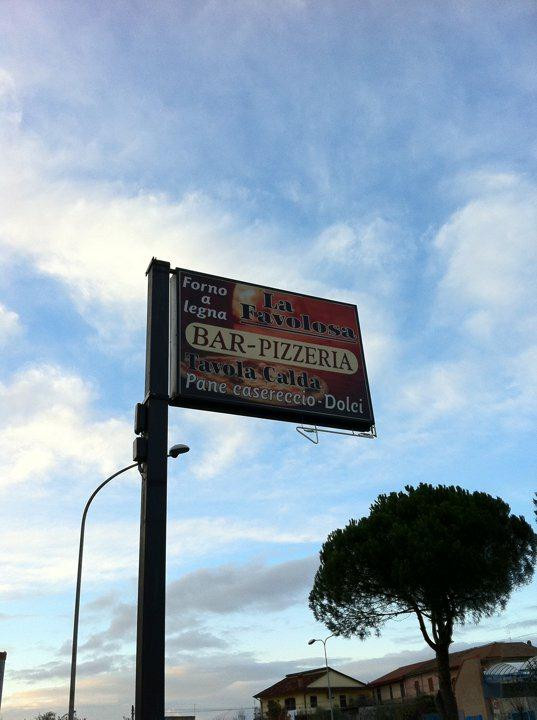 Forno
a
legna
La
Favolosa
BAR-PIZZERIA
Tavola Calda
Pane casereccio - Dolci